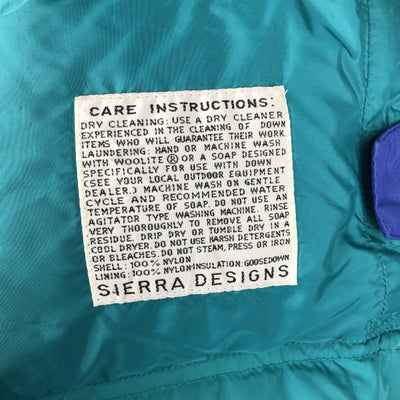 CARE INSTRUCTIONS:
DRY CLEANING: USE A DRY CLEANER
EXPERIENCED IN THE CLEANING OF DOWN
ITEMS WHO WILL GUARANTEE THEIR WORK
LAUNDERING: HAND OR MACHINE WASH
WITH WOOLITE® OR A SOAP DESIGNED
SPECIFICALLY FOR USE WITH DOWN
(SEE YOUR LOCAL OUTDOOR EQUIPMENT
DEALER.) MACHINE WASH ON GENTLE
CYCLE AND RECOMMENDED WATER
TEMPERATURE OF SOAP. DO NOT USE AN
AGITATOR TYPE WASHING MACHINE. RINSE
VERY THOROUGHLY TO REMOVE ALL SOAP
RESIDUE. DRIP DRY OR TUMBLE DRY IN A
COOL DRYER. DO NOT USE HARSH DETERGENTS
OR BLEACHES. DO NOT STEAM, PRESS OR IRON
SHELL: 100% NYLON
LINING: 100% NYLON-INSULATION: GOOSEDOWN
SIERRA DESIGNS